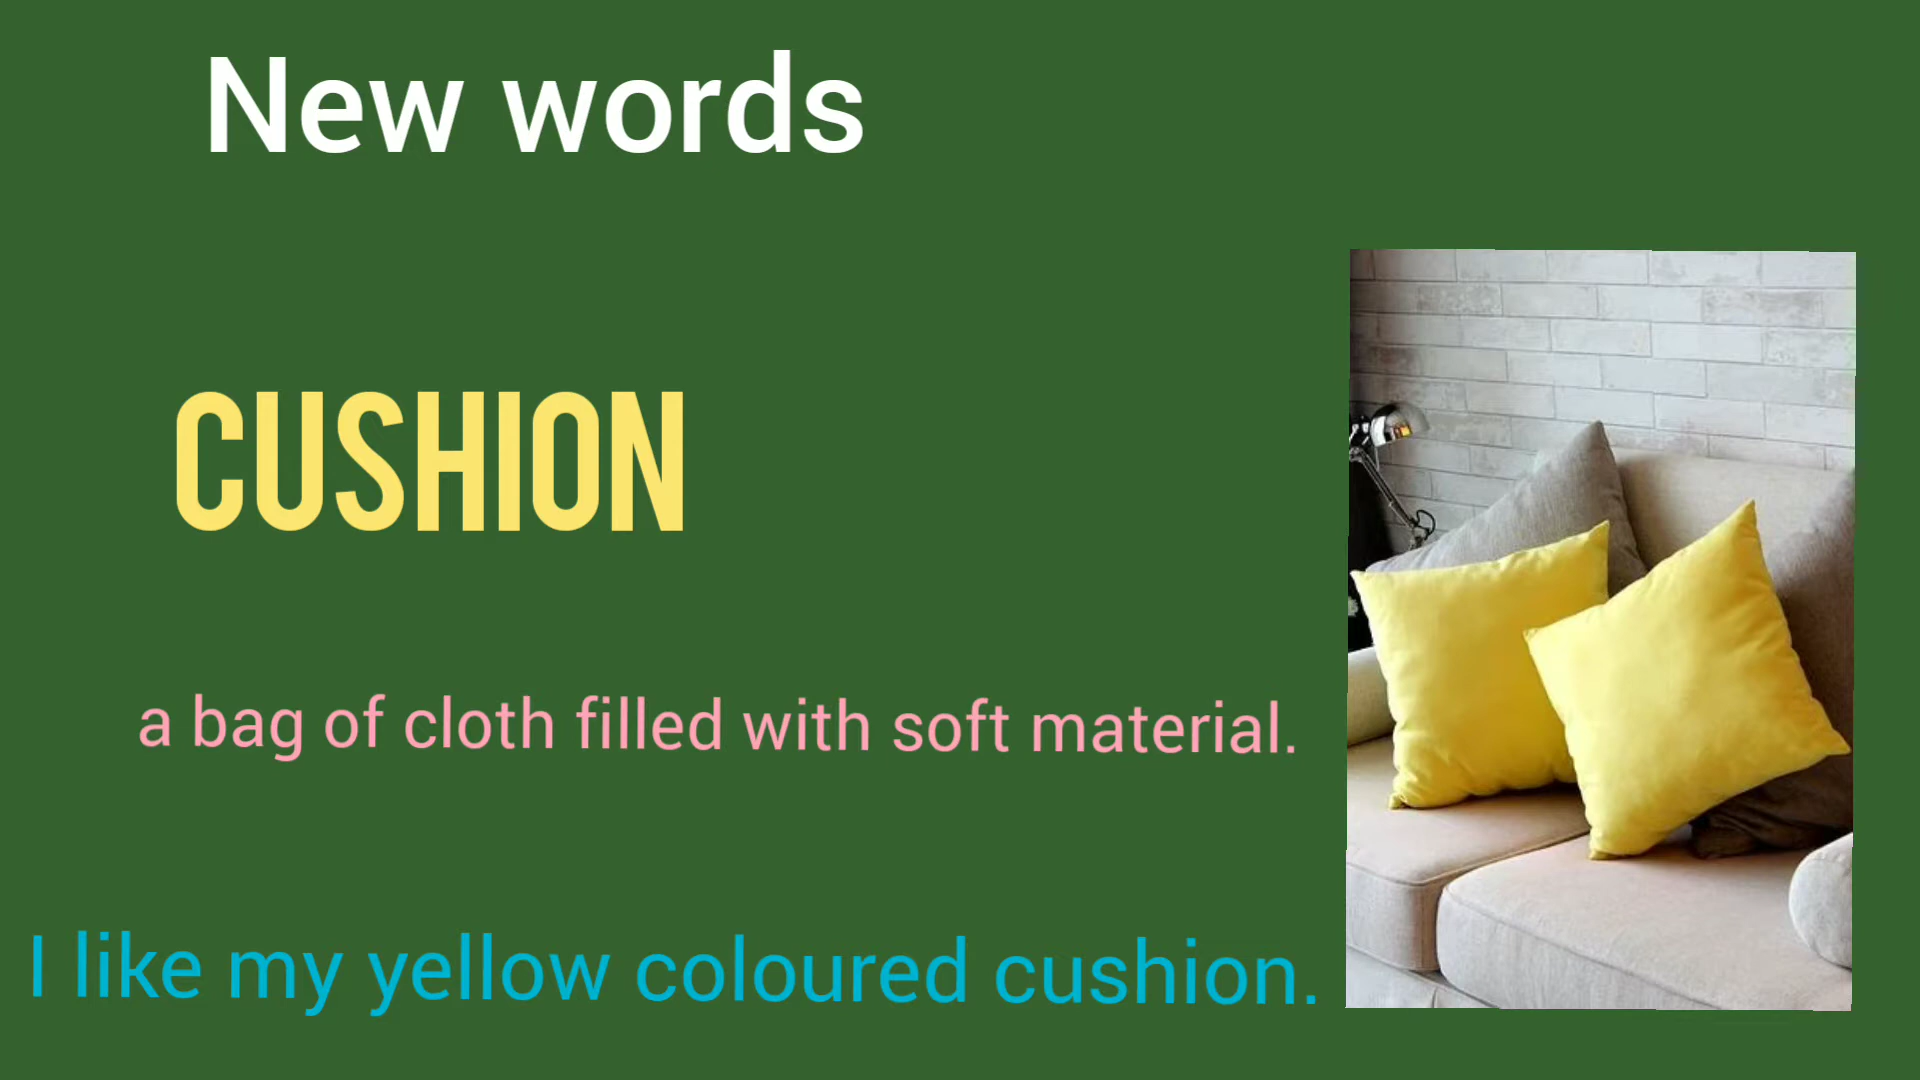 New words
CUSHION
a bag of cloth filled with soft material.
I like my yellow coloured cushion.